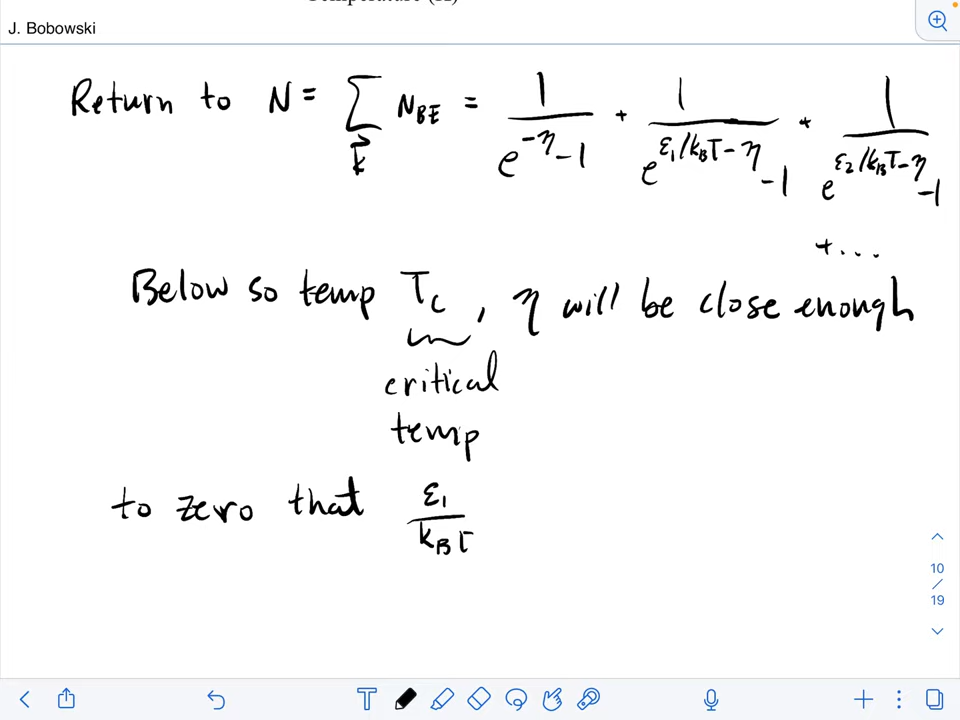 J. Bobowski
Return to N = Σ_k⃗ N_BE = 1/(e^(-η) - 1) + 1/(e^(ε₁/k_BT - η) - 1) + 1/(e^(ε₂/k_BT - η) - 1)
+ ...
Below so temp T_c, η will be close enough
critical
temp
to zero that ε₁/k_BT
10
/
19
T